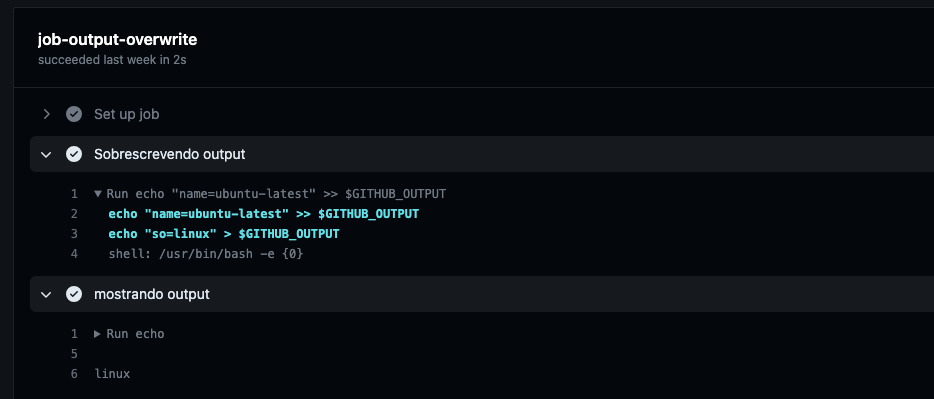 job-output-overwrite
succeeded last week in 2s
Set up job
Sobrescrevendo output
1 Run echo "name=ubuntu-latest" >> $GITHUB_OUTPUT
2 echo "name=ubuntu-latest" >> $GITHUB_OUTPUT
3 echo "so=linux" > $GITHUB_OUTPUT
4 shell: /usr/bin/bash -e {0}
mostrando output
1 Run echo
5
6 linux